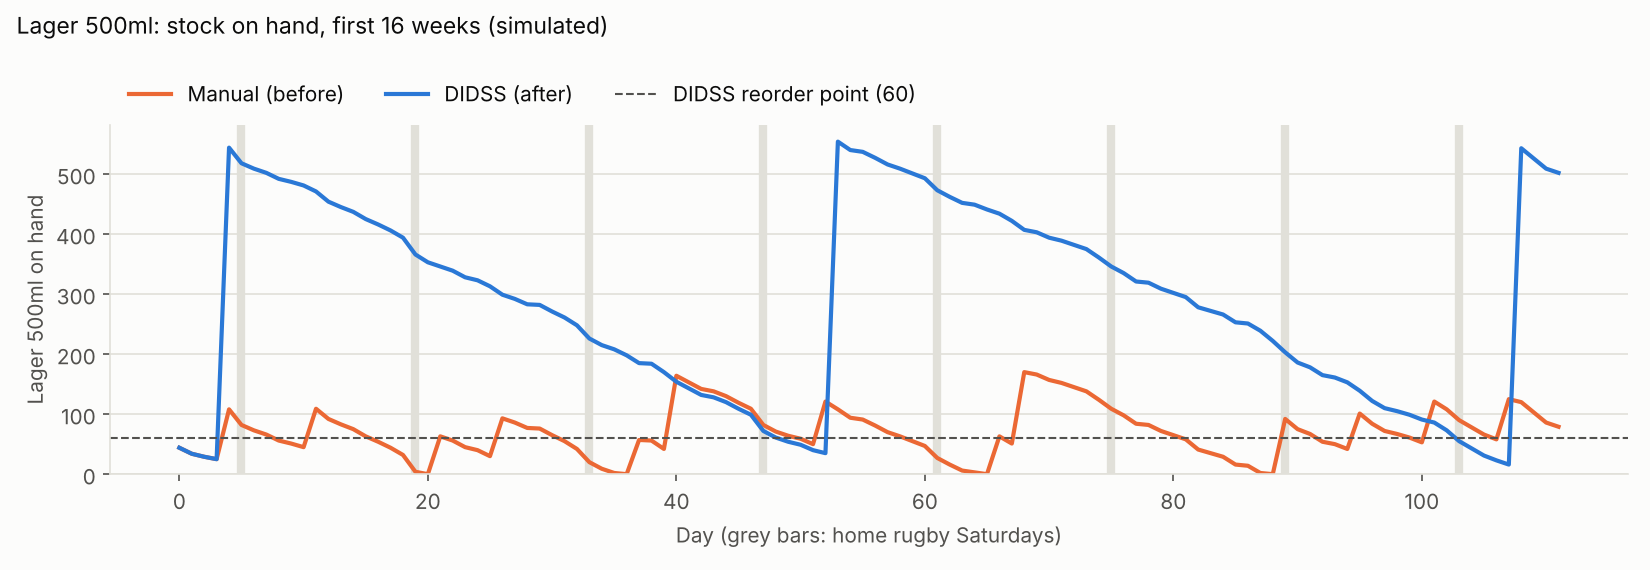 Lager 500ml: stock on hand, first 16 weeks (simulated)
Manual (before) DIDSS (after) DIDSS reorder point (60)
Lager 500ml on hand
500
400
300
200
100
0
0 20 40 60 80 100
Day (grey bars: home rugby Saturdays)